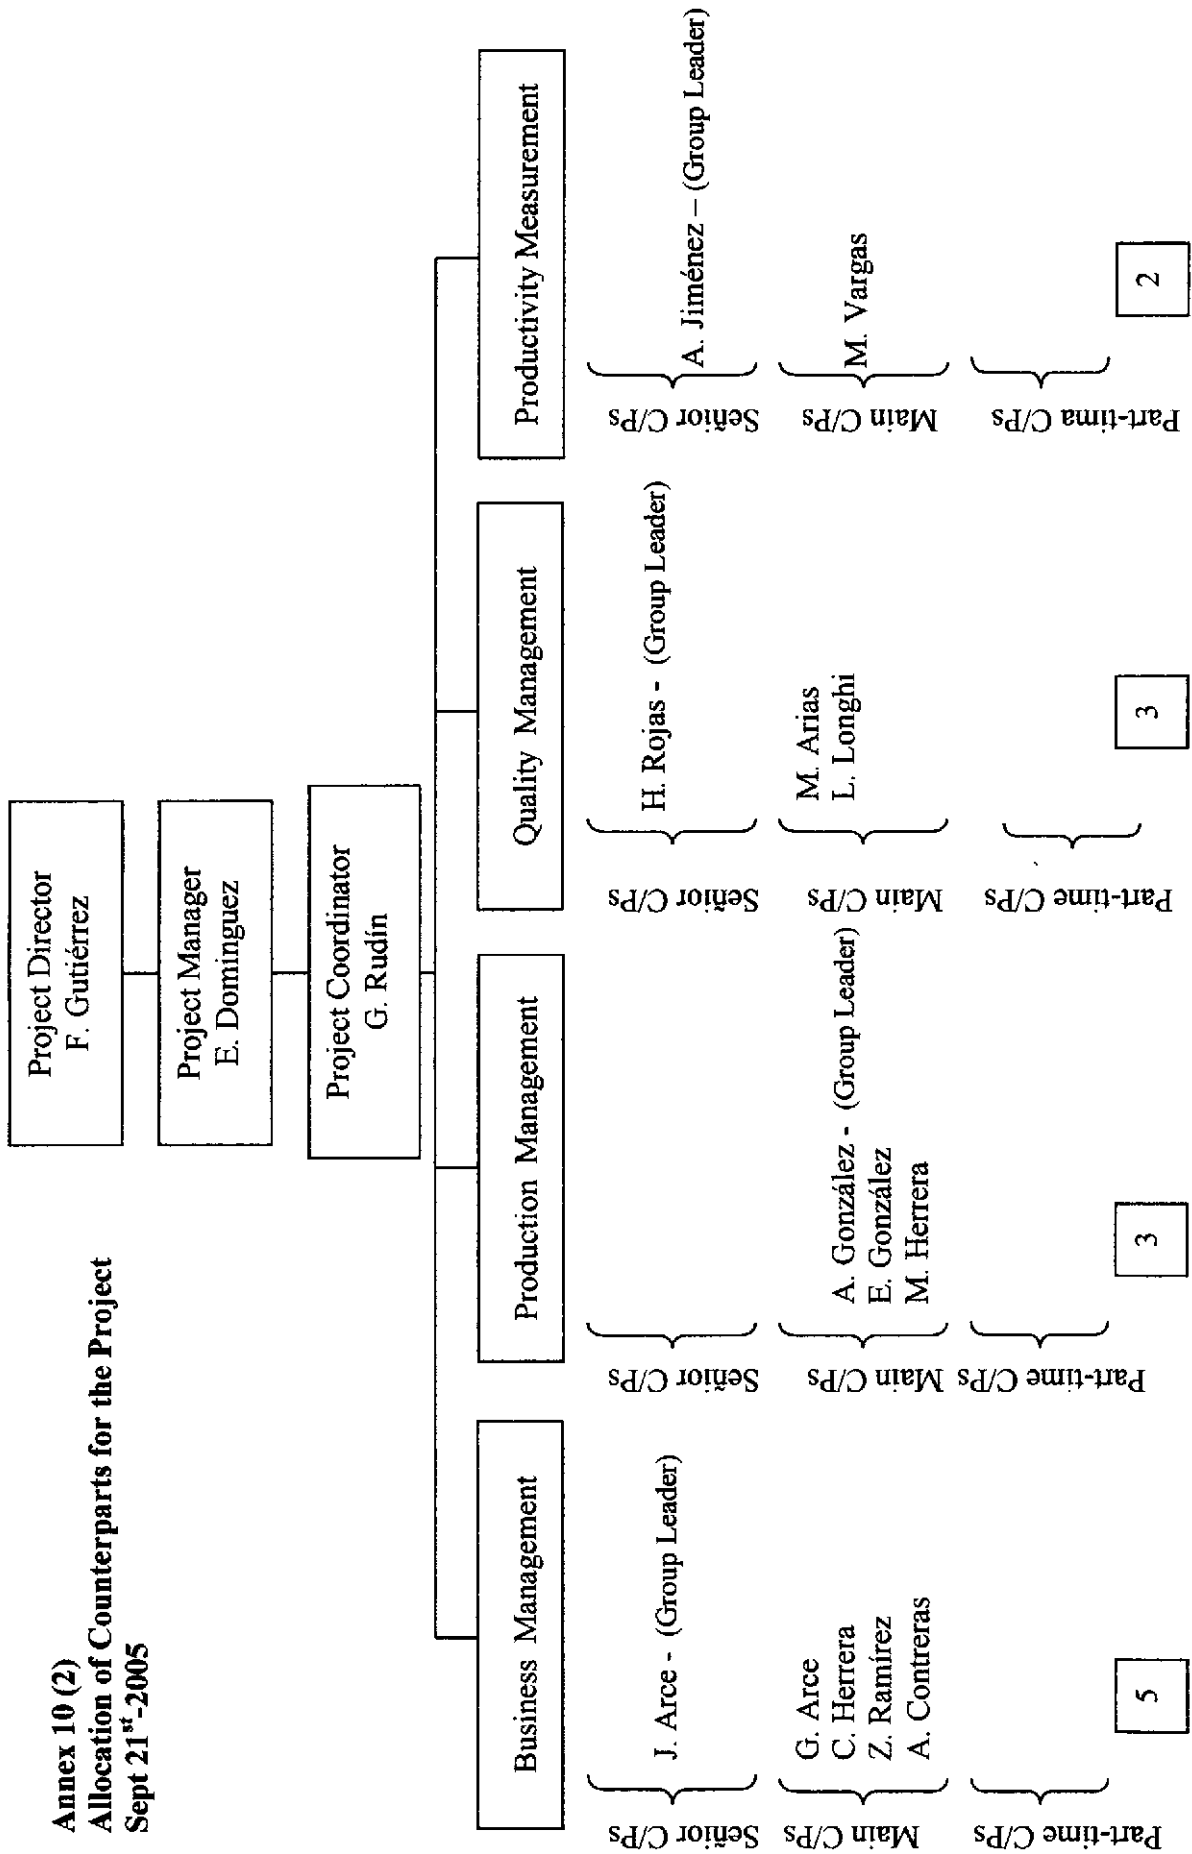 Annex 10 (2)
Allocation of Counterparts for the Project
Sept 21st-2005
Project Director
F. Gutiérrez
Project Manager
E. Dominguez
Project Coordinator
G. Rudín
Business Management
Señior C/Ps
J. Arce - (Group Leader)
Main C/Ps
G. Arce
C. Herrera
Z. Ramírez
A. Contreras
Part-time C/Ps
5
Production Management
Señior C/Ps
Main C/Ps
A. González - (Group Leader)
E. González
M. Herrera
Part-time C/Ps
3
Quality Management
Señior C/Ps
H. Rojas - (Group Leader)
Main C/Ps
M. Arias
L. Longhi
Part-time C/Ps
3
Productivity Measurement
Señior C/Ps
A. Jiménez – (Group Leader)
Main C/Ps
M. Vargas
Part-tima C/Ps
2